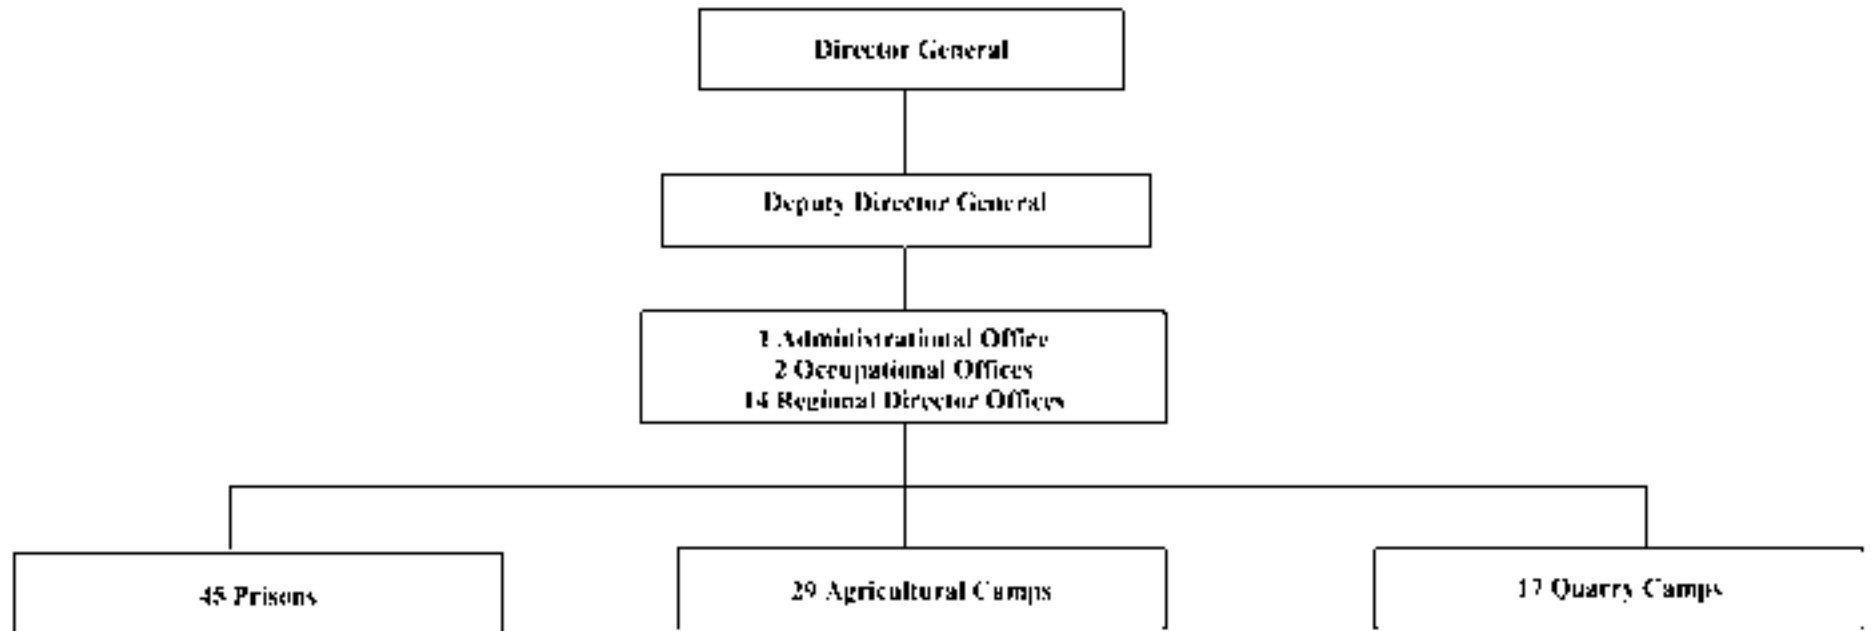 Director General
Deputy Director General
1 Administrational Office
2 Occupational Offices
14 Regional Director Offices
45 Prisons
29 Agricultural Camps
17 Quarry Camps